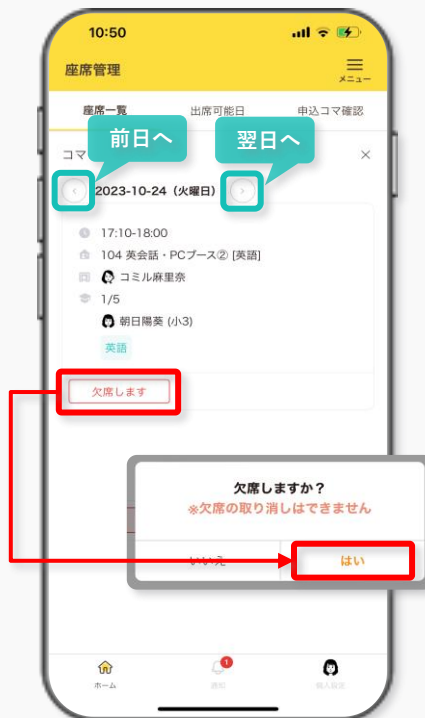 10:50
座席管理
メニュー
座席一覧 出席可能日 申込コマ確認
前日へ 翌日へ
コマ
2023-10-24（火曜日）
17:10-18:00
104 英会話・PCブース② [英語]
コミル麻里奈
1/5
朝日陽葵 (小3)
英語
欠席します
欠席しますか？
※欠席の取り消しはできません
いいえ はい
1
ホーム 通知 個人設定